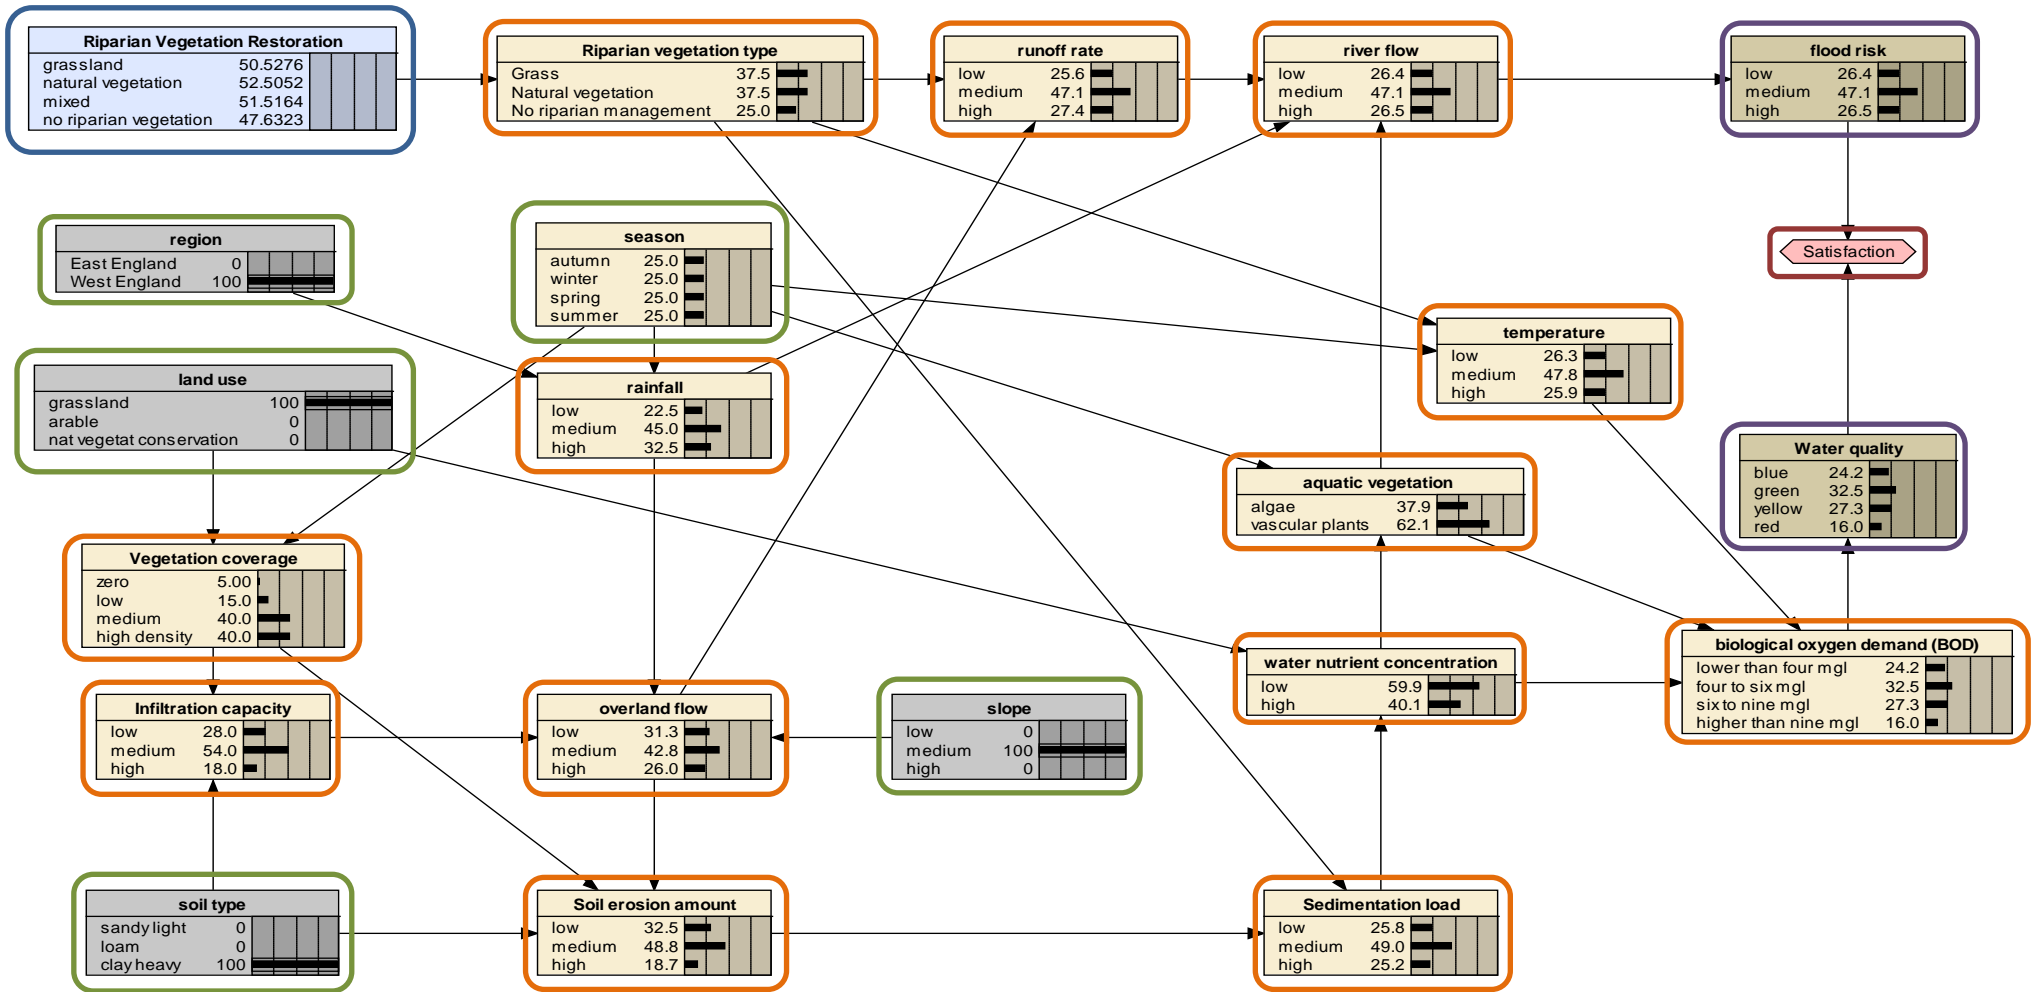 Riparian Vegetation Restoration
grassland 50.5276
natural vegetation 52.5052
mixed 51.5164
no riparian vegetation 47.6323
Riparian vegetation type
Grass 37.5
Natural vegetation 37.5
No riparian management 25.0
runoff rate
low 25.6
medium 47.1
high 27.4
river flow
low 26.4
medium 47.1
high 26.5
flood risk
low 26.4
medium 47.1
high 26.5
region
East England 0
West England 100
season
autumn 25.0
winter 25.0
spring 25.0
summer 25.0
Satisfaction
temperature
low 26.3
medium 47.8
high 25.9
land use
grassland 100
arable 0
nat vegetat conservation 0
rainfall
low 22.5
medium 45.0
high 32.5
Water quality
blue 24.2
green 32.5
yellow 27.3
red 16.0
aquatic vegetation
algae 37.9
vascular plants 62.1
Vegetation coverage
zero 5.00
low 15.0
medium 40.0
high density 40.0
water nutrient concentration
low 59.9
high 40.1
biological oxygen demand (BOD)
lower than four mgl 24.2
four to six mgl 32.5
six to nine mgl 27.3
higher than nine mgl 16.0
Infiltration capacity
low 28.0
medium 54.0
high 18.0
overland flow
low 31.3
medium 42.8
high 26.0
slope
low 0
medium 100
high 0
soil type
sandy light 0
loam 0
clay heavy 100
Soil erosion amount
low 32.5
medium 48.8
high 18.7
Sedimentation load
low 25.8
medium 49.0
high 25.2